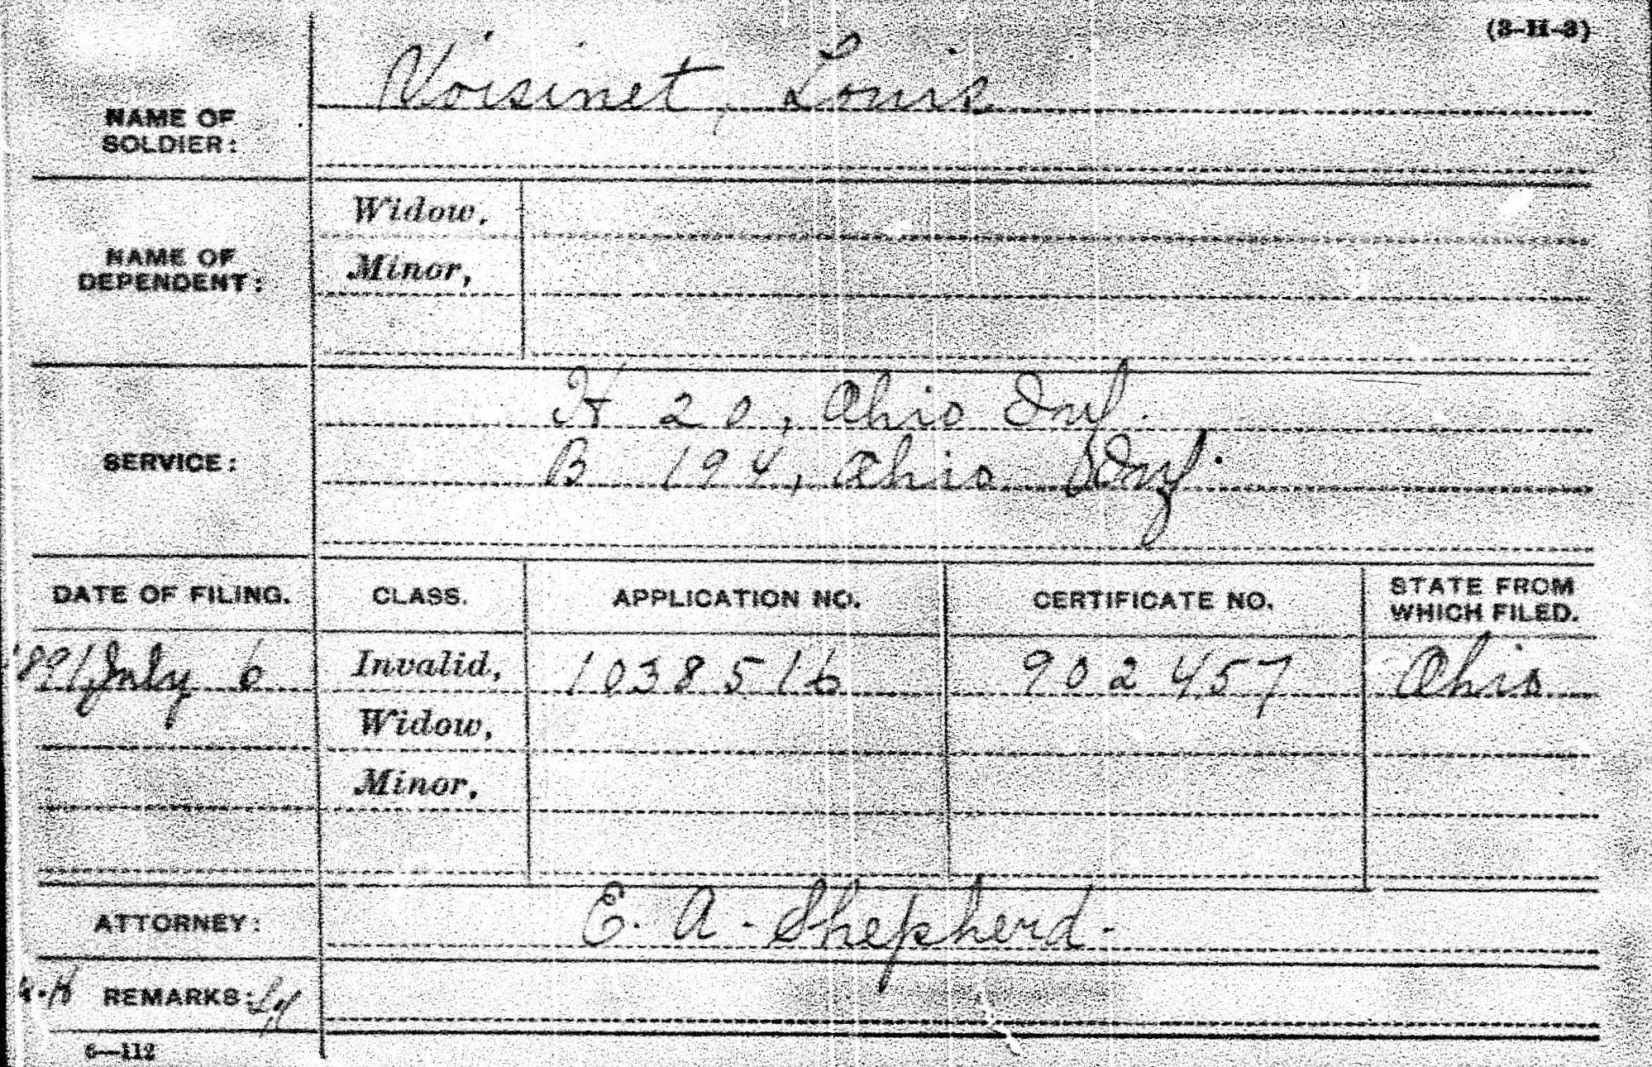 (3-H-3)
Voisinet, Louis
NAME OF
SOLDIER:
NAME OF
DEPENDENT:
Widow,
Minor,
SERVICE:
H 20, Ohio Inf.
B 194, Ohio Inf.
DATE OF FILING. CLASS. APPLICATION NO. CERTIFICATE NO. STATE FROM WHICH FILED.
1891, July 6 Invalid, 1038516 902457 Ohio
Widow,
Minor,
ATTORNEY: E. A. Shepherd.
REMARKS:
6—112